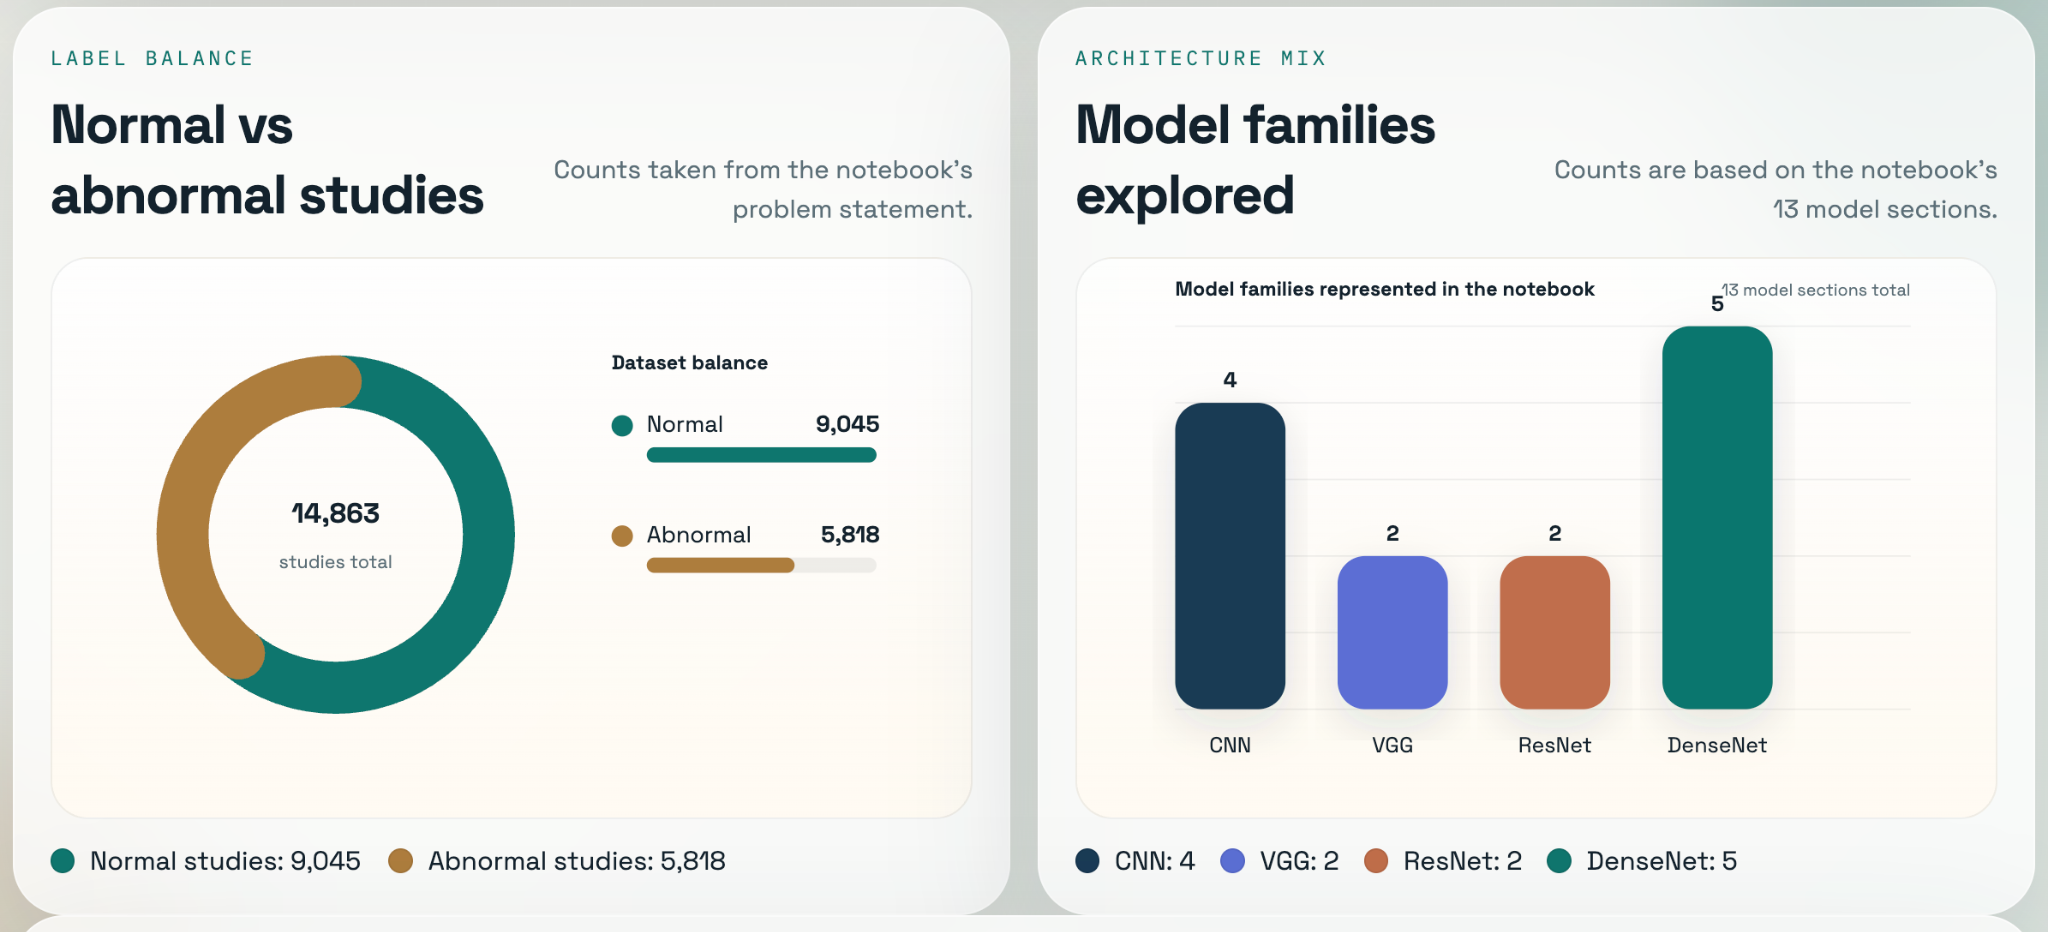 LABEL BALANCE
Normal vs
abnormal studies
Counts taken from the notebook's
problem statement.
Dataset balance
Normal 9,045
Abnormal 5,818
14,863
studies total
Normal studies: 9,045 Abnormal studies: 5,818
ARCHITECTURE MIX
Model families
explored
Counts are based on the notebook's
13 model sections.
Model families represented in the notebook 13 model sections total
5
4
2 2
CNN VGG ResNet DenseNet
CNN: 4 VGG: 2 ResNet: 2 DenseNet: 5